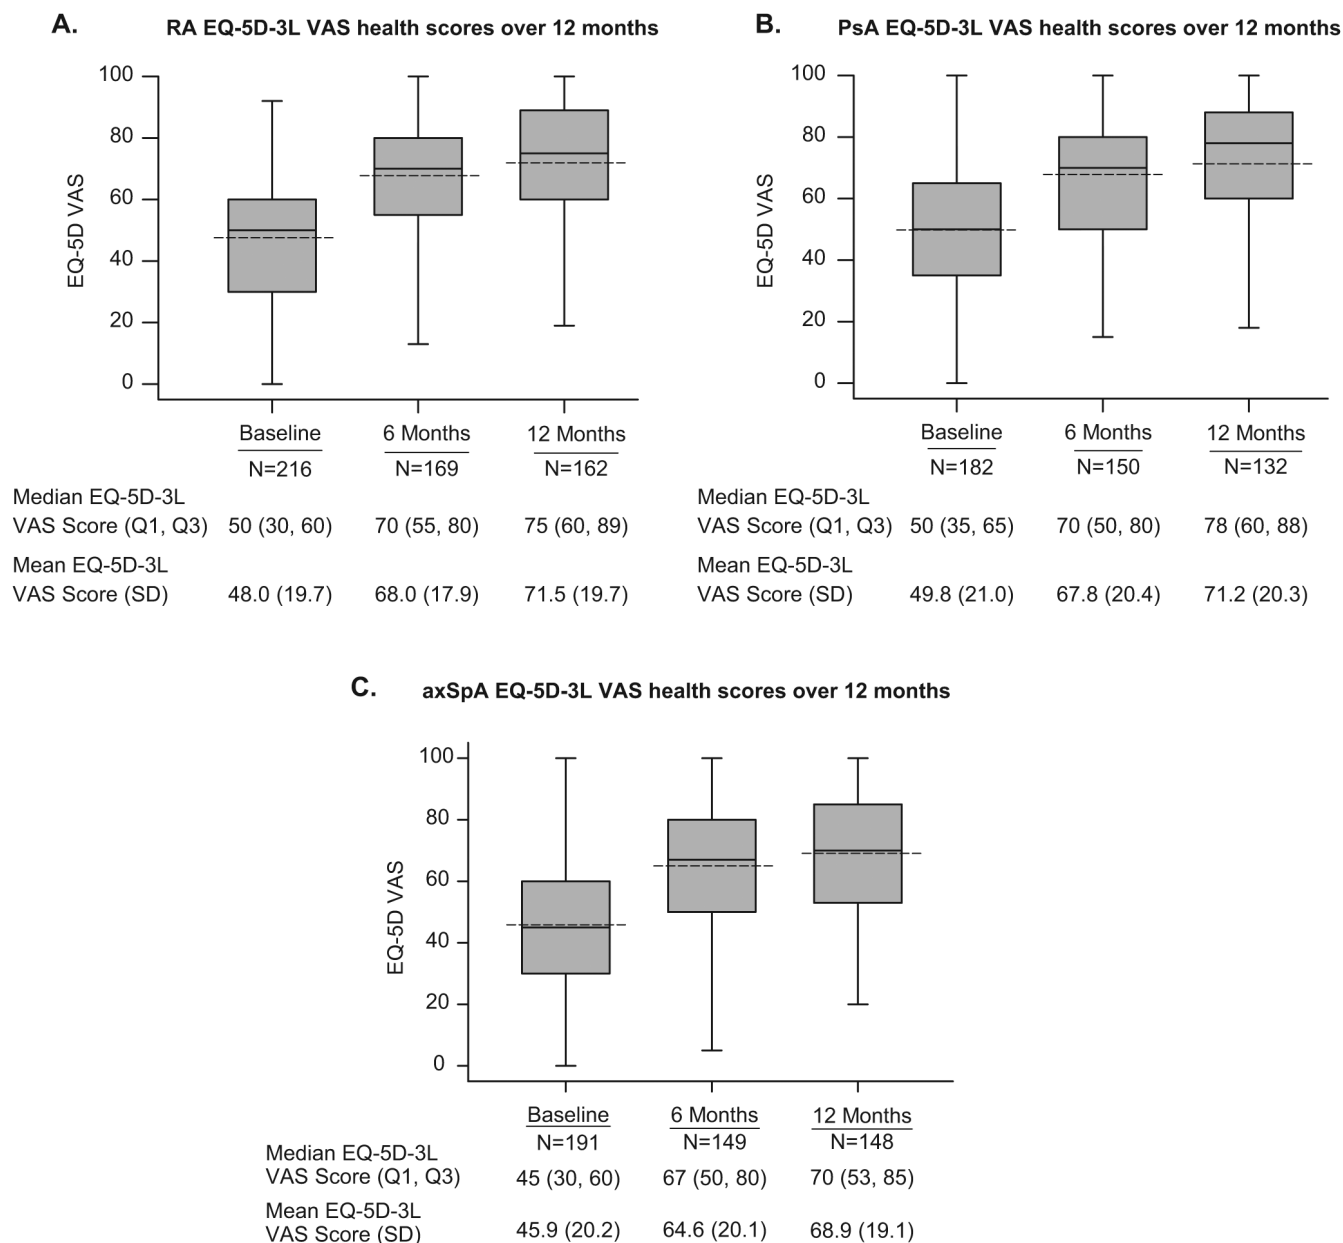 A.
RA EQ-5D-3L VAS health scores over 12 months
EQ-5D VAS
100
80
60
40
20
0
Baseline 6 Months 12 Months
N=216 N=169 N=162
Median EQ-5D-3L
VAS Score (Q1, Q3) 50 (30, 60) 70 (55, 80) 75 (60, 89)
Mean EQ-5D-3L
VAS Score (SD) 48.0 (19.7) 68.0 (17.9) 71.5 (19.7)
B.
PsA EQ-5D-3L VAS health scores over 12 months
EQ-5D VAS
100
80
60
40
20
0
Baseline 6 Months 12 Months
N=182 N=150 N=132
Median EQ-5D-3L
VAS Score (Q1, Q3) 50 (35, 65) 70 (50, 80) 78 (60, 88)
Mean EQ-5D-3L
VAS Score (SD) 49.8 (21.0) 67.8 (20.4) 71.2 (20.3)
C.
axSpA EQ-5D-3L VAS health scores over 12 months
EQ-5D VAS
100
80
60
40
20
0
Baseline 6 Months 12 Months
N=191 N=149 N=148
Median EQ-5D-3L
VAS Score (Q1, Q3) 45 (30, 60) 67 (50, 80) 70 (53, 85)
Mean EQ-5D-3L
VAS Score (SD) 45.9 (20.2) 64.6 (20.1) 68.9 (19.1)